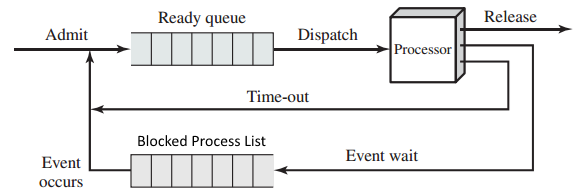 Ready queue
Release
Admit
Dispatch
Processor
Time-out
Blocked Process List
Event wait
Event
occurs